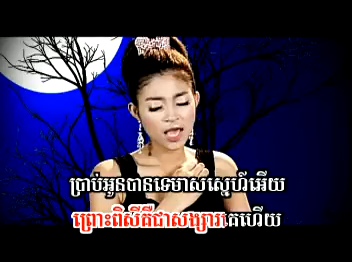 ប្រាប់អូនបានទេមាសស្នេហ៍អើយ
ព្រោះពិសីគឺជាសង្សារគេហើយ